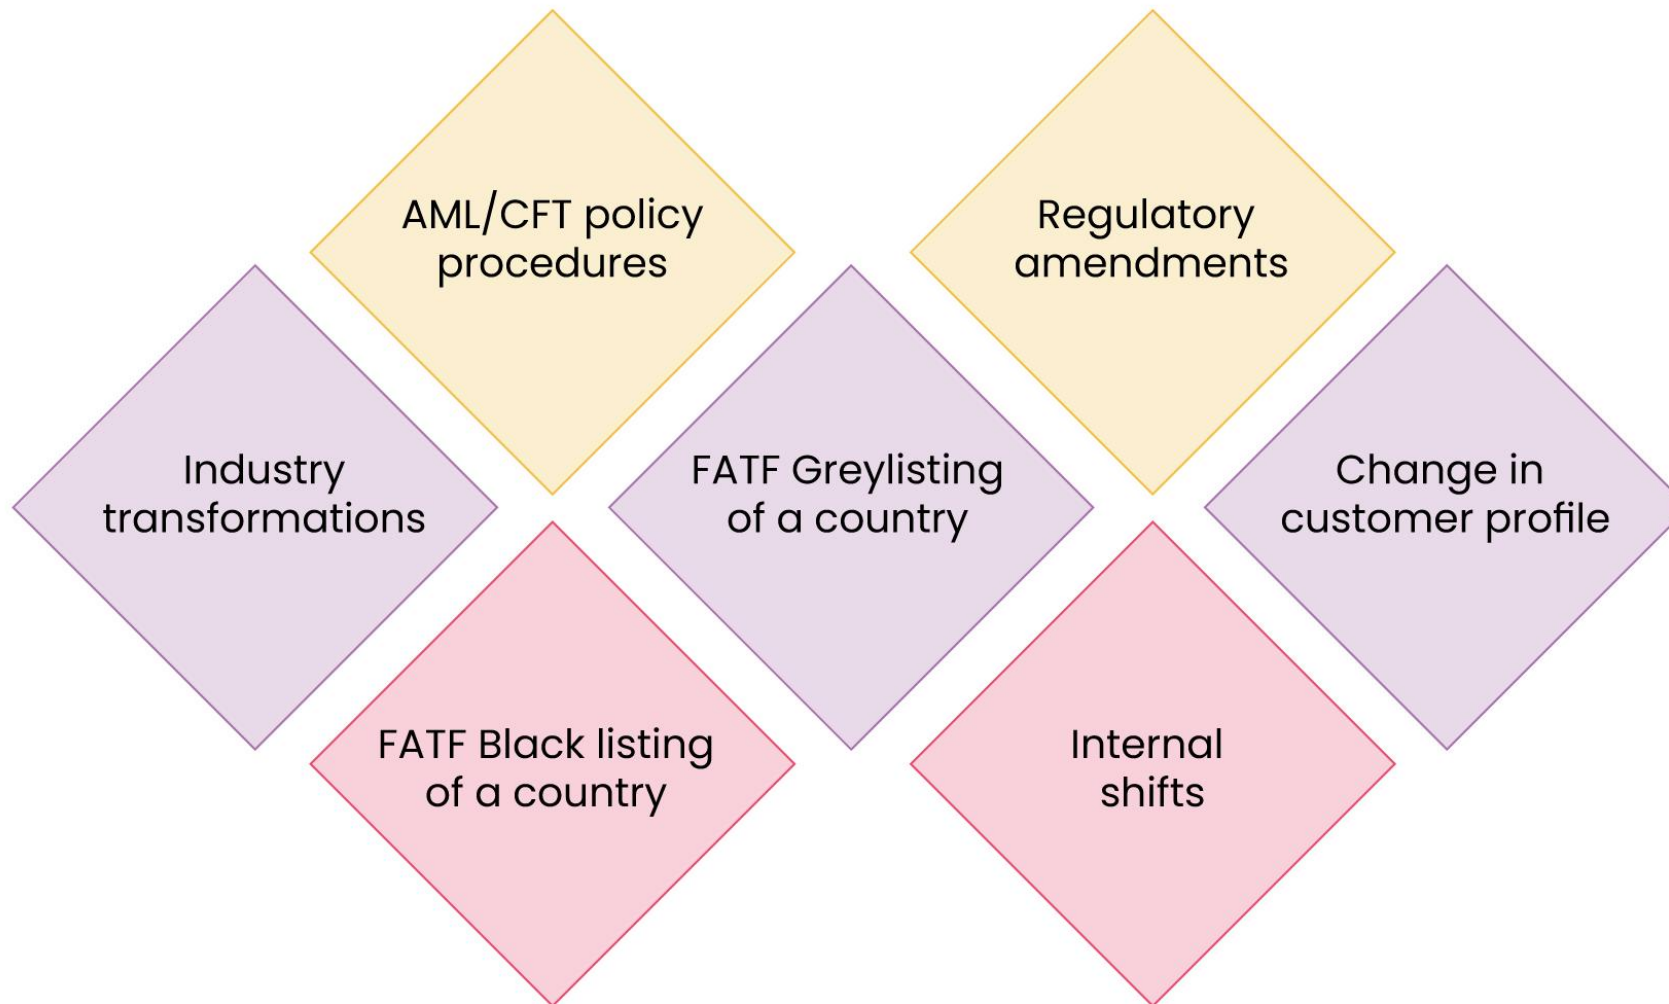 AML/CFT policy
procedures
Regulatory
amendments
Industry
transformations
FATF Greylisting
of a country
Change in
customer profile
FATF Black listing
of a country
Internal
shifts